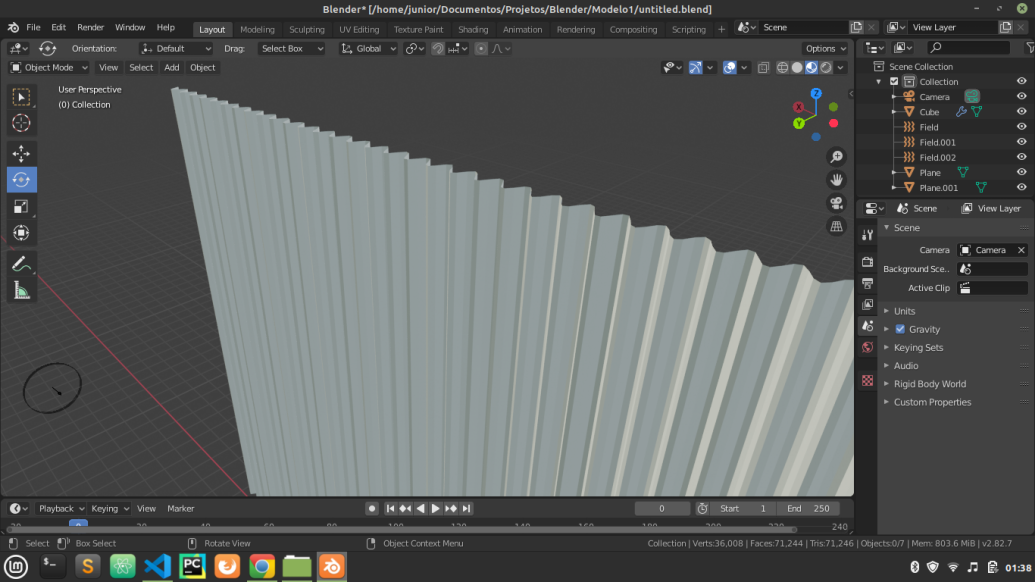 Blender* [/home/junior/Documentos/Projetos/Blender/Modelo1/untitled.blend]
File Edit Render Window Help Layout Modeling Sculpting UV Editing Texture Paint Shading Animation Rendering Compositing Scripting + Scene View Layer
Orientation: Default Drag: Select Box Global Options
Object Mode View Select Add Object
User Perspective
(0) Collection
Z
X
Y
Scene Collection
Collection
Camera
Cube
Field
Field.001
Field.002
Plane
Plane.001
Scene View Layer
Scene
Camera Camera
Background Sce..
Active Clip
Units
Gravity
Keying Sets
Audio
Rigid Body World
Custom Properties
Playback Keying View Marker 0 Start 1 End 250
0 20 40 60 80 100 120 140 160 180 200 220 240
Select Box Select Rotate View Object Context Menu Collection | Verts:36,008 | Faces:71,244 | Tris:71,246 | Objects:0/7 | Mem: 803.6 MiB | v2.82.7
S PC 01:38